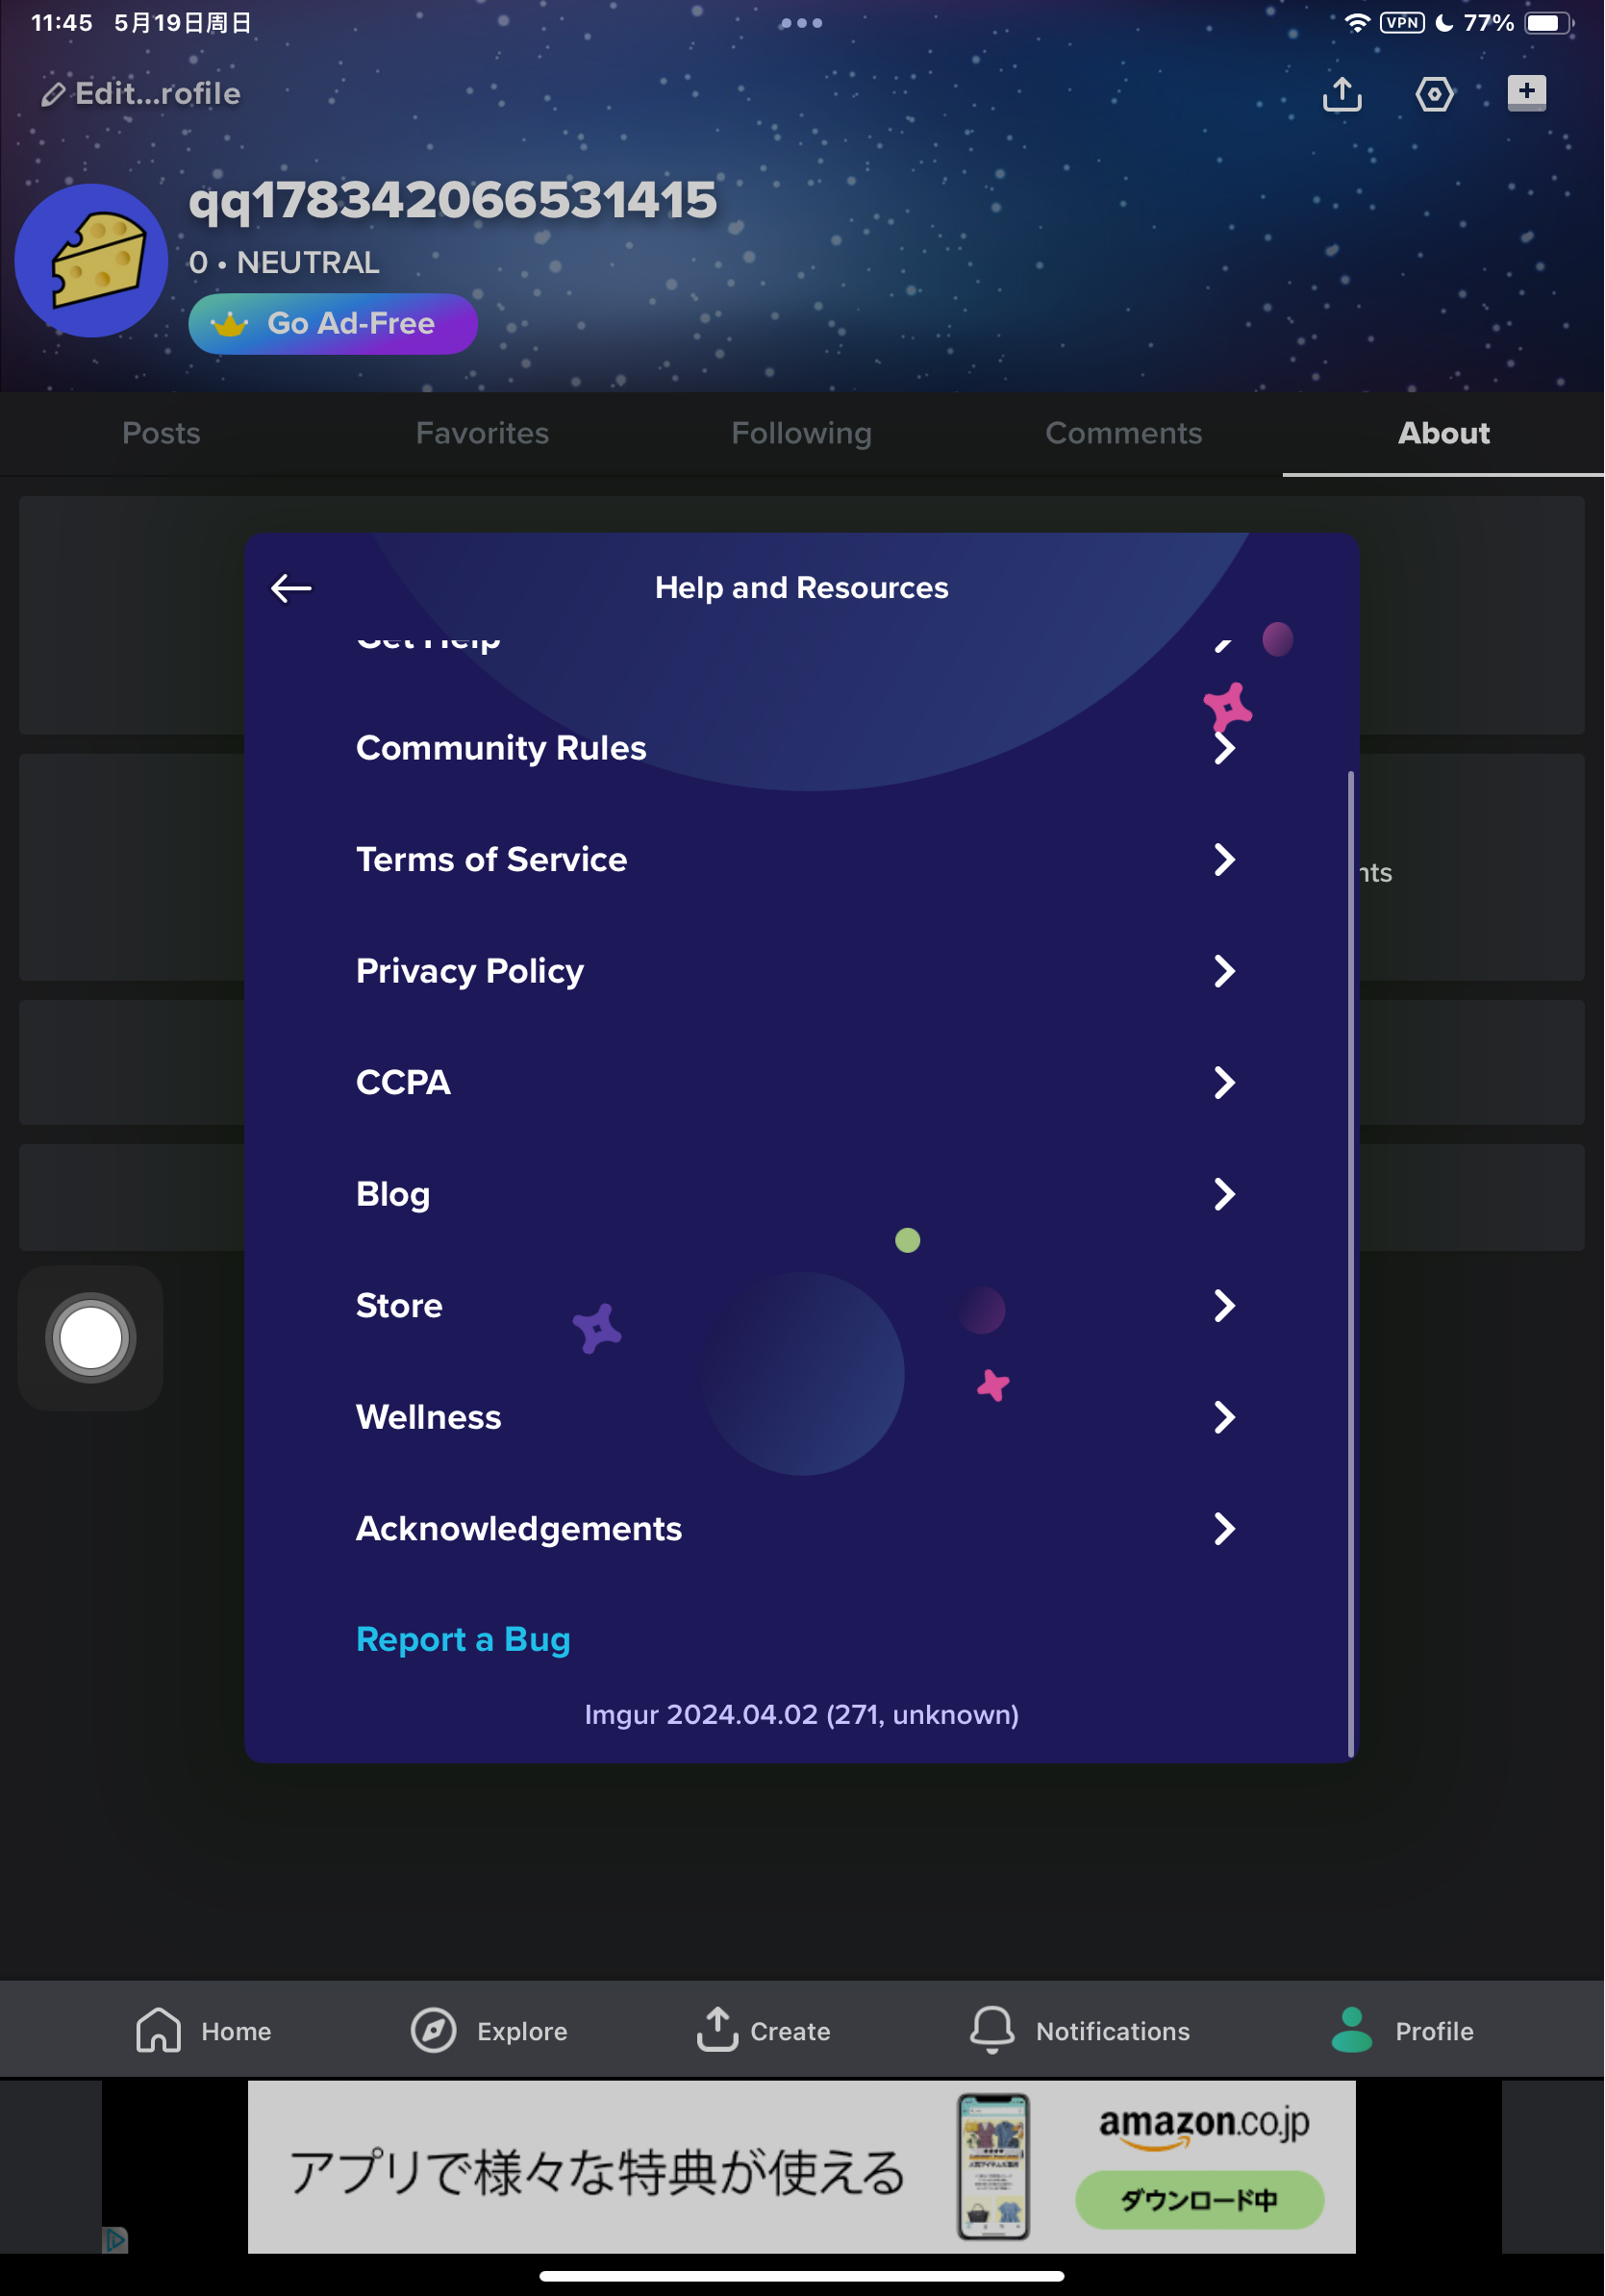 11:45 5月19日周日
VPN 77%
Edit...rofile
qq178342066531415
0 • NEUTRAL
Go Ad-Free
Posts Favorites Following Comments About
Help and Resources
Get Help
Community Rules
Terms of Service
nts
Privacy Policy
CCPA
Blog
Store
Wellness
Acknowledgements
Report a Bug
Imgur 2024.04.02 (271, unknown)
Home Explore Create Notifications Profile
アプリで様々な特典が使える
amazon.co.jp
ダウンロード中